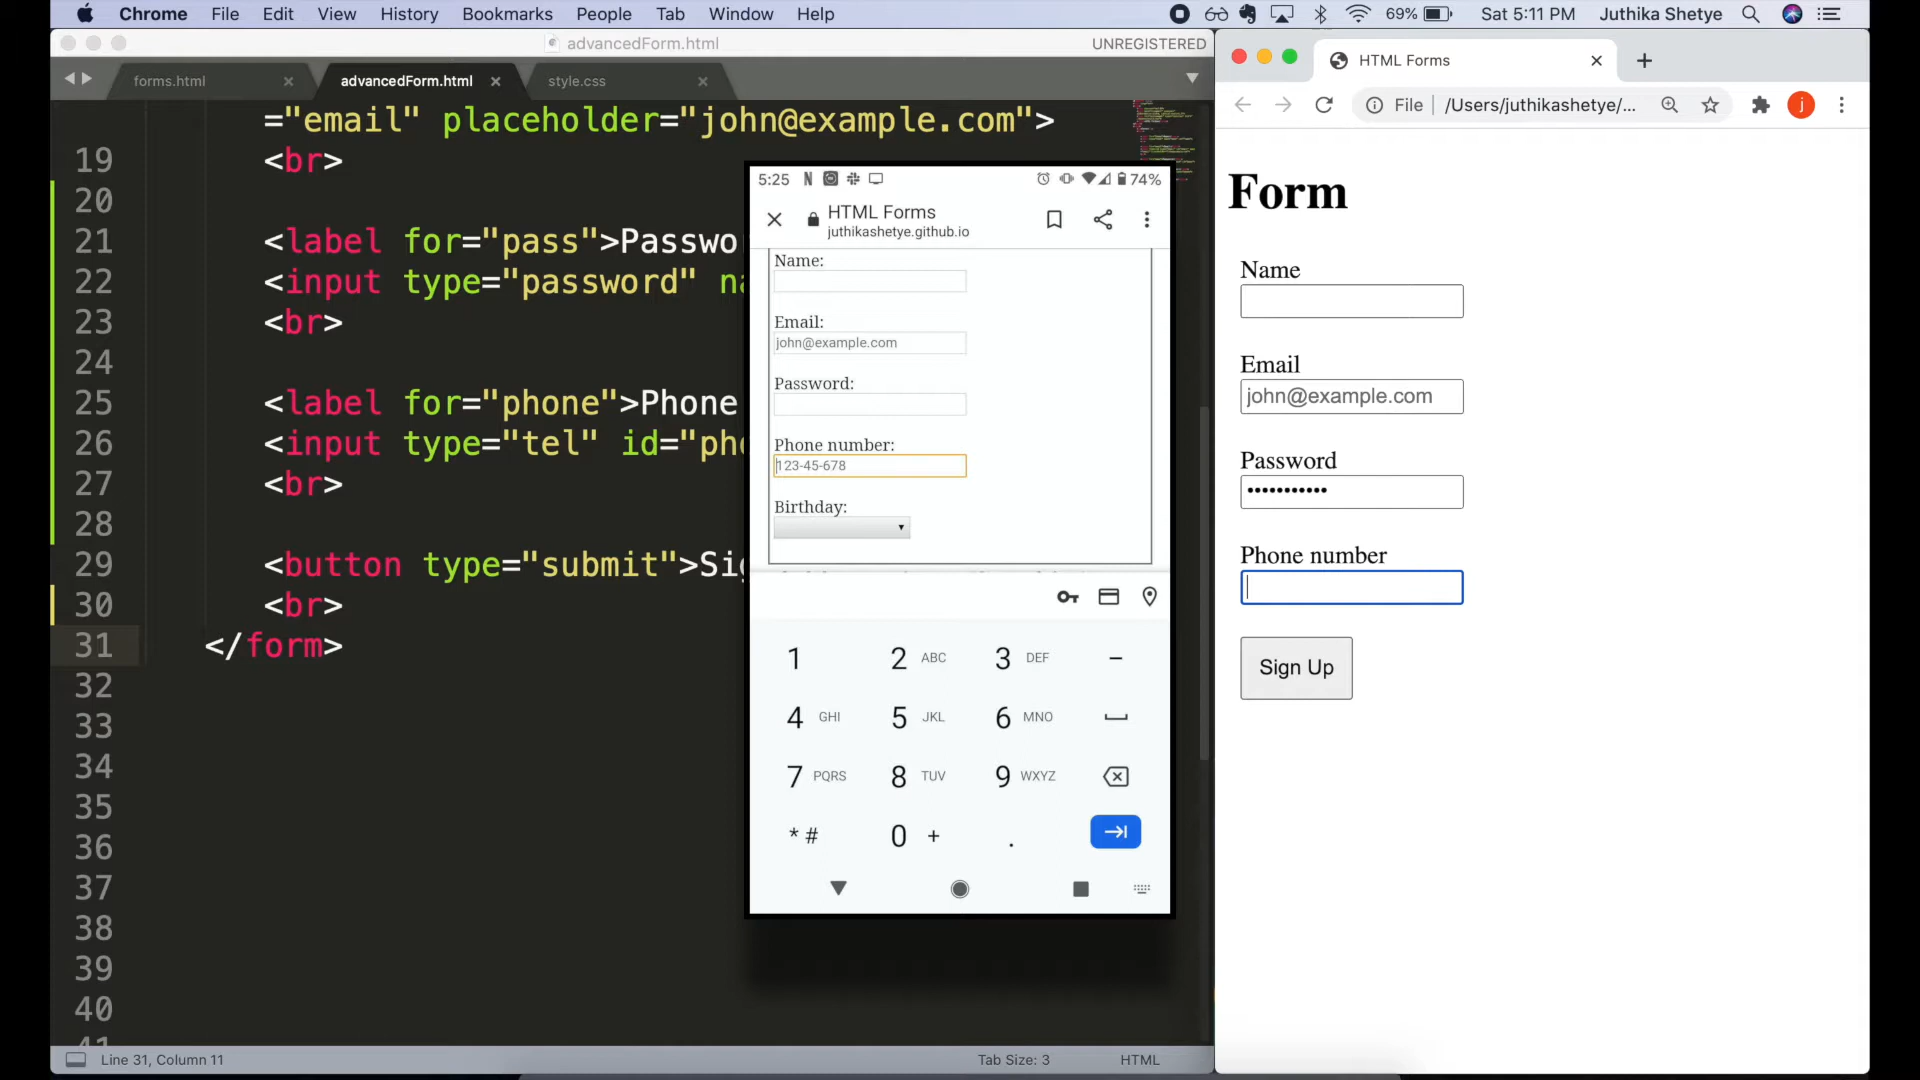 Chrome File Edit View History Bookmarks People Tab Window Help 69% Sat 5:11 PM Juthika Shetye
advancedForm.html UNREGISTERED
forms.html advancedForm.html style.css
="email" placeholder="john@example.com">
19 <br>
20
21 <label for="pass">Passwo
22 <input type="password" na
23 <br>
24
25 <label for="phone">Phone
26 <input type="tel" id="pho
27 <br>
28
29 <button type="submit">Sig
30 <br>
31 </form>
32
33
34
35
36
37
38
39
40
41
Line 31, Column 11 Tab Size: 3 HTML
5:25 74%
HTML Forms
juthikashetye.github.io
Name:
Email:
john@example.com
Password:
Phone number:
123-45-678
Birthday:
1 2 ABC 3 DEF −
4 GHI 5 JKL 6 MNO
7 PQRS 8 TUV 9 WXYZ
* # 0 + .
HTML Forms
File /Users/juthikashetye/... j
Form
Name
Email
john@example.com
Password
•••••••••••
Phone number
Sign Up